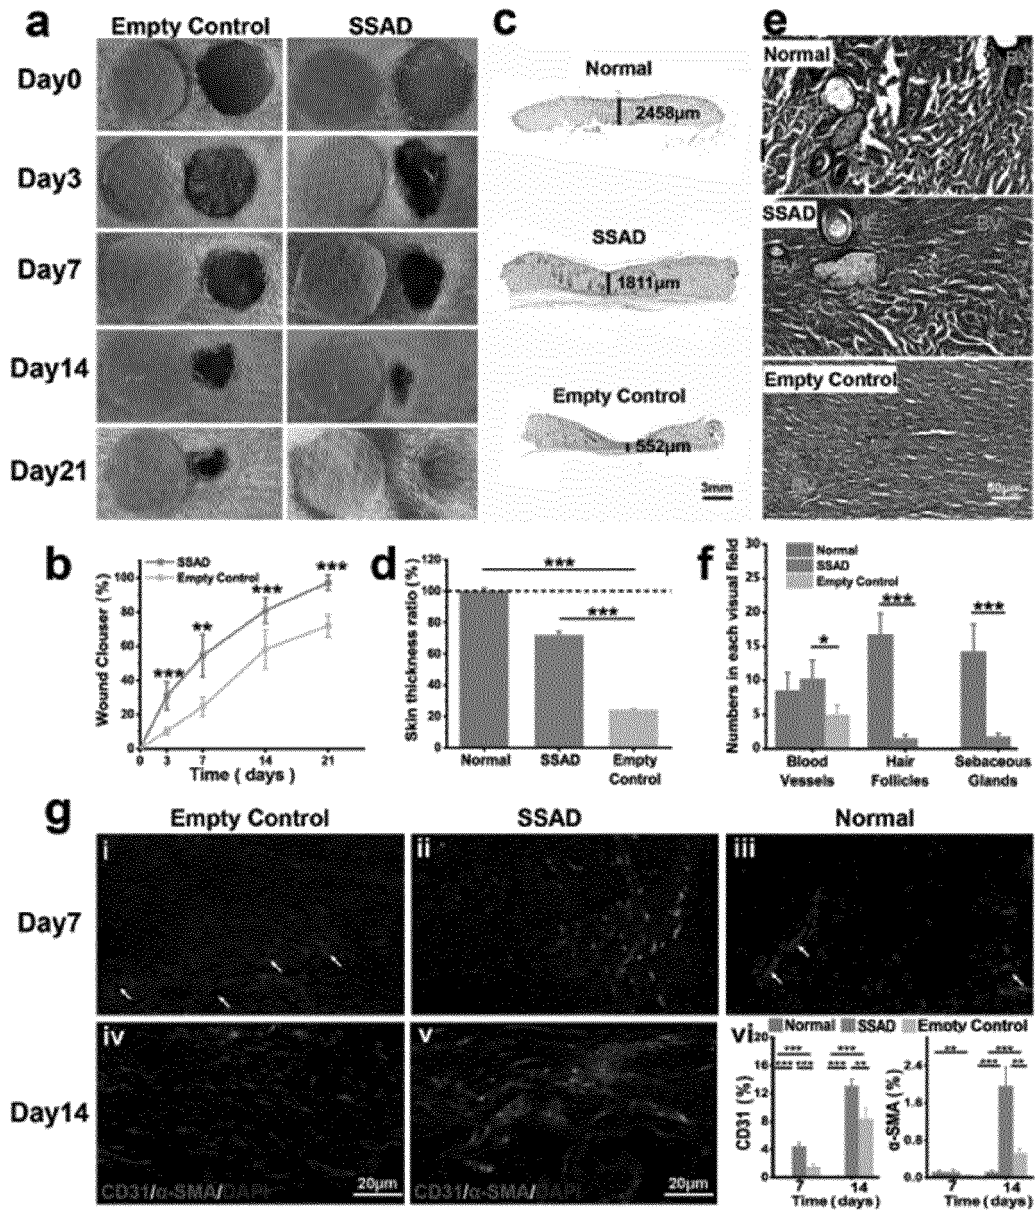 a
Empty Control SSAD
Day0
Day3
Day7
Day14
Day21
c
Normal
2458µm
SSAD
1811µm
Empty Control
552µm
3mm
e
Normal
SSAD
BV
BV
Empty Control
50µm
b
SSAD
Empty Control
Wound Clouser (%)
100
80
60
40
20
0
*** ** *** ***
0 3 7 14 21
Time ( days )
d
Skin thickness ratio (%)
120
100
80
60
40
20
0
***
***
Normal SSAD Empty Control
f
Numbers in each visual field
30
25
20
15
10
5
0
Normal
SSAD
Empty Control
* *** ***
Blood Vessels
Hair Follicles
Sebaceous Glands
g
Empty Control SSAD Normal
Day7
i ii iii
Day14
iv v vi
CD31/α-SMA/DAPI 20µm
CD31/α-SMA/DAPI 20µm
Normal SSAD Empoty Control
CD31 (%)
20
16
12
8
4
0
*** ***
*** *** *** **
7 14
Time ( days )
α-SMA (%)
2.4
1.6
0.8
0.0
** ***
*** **
7 14
Time ( days )